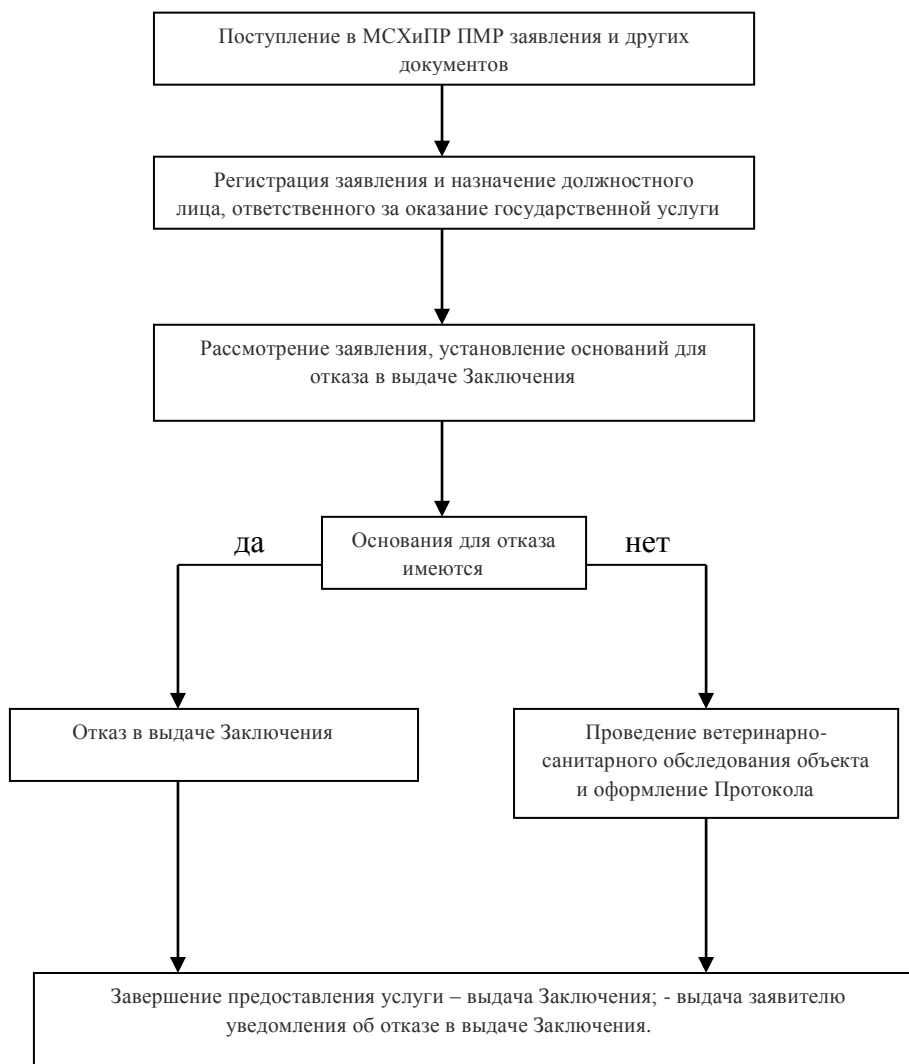 Поступление в МСХиПР ПМР заявления и других
документов
Регистрация заявления и назначение должностного
лица, ответственного за оказание государственной услуги
Рассмотрение заявления, установление оснований для
отказа в выдаче Заключения
да
Основания для отказа
имеются
нет
Отказ в выдаче Заключения
Проведение ветеринарно-
санитарного обследования объекта
и оформление Протокола
Завершение предоставления услуги – выдача Заключения; - выдача заявителю
уведомления об отказе в выдаче Заключения.